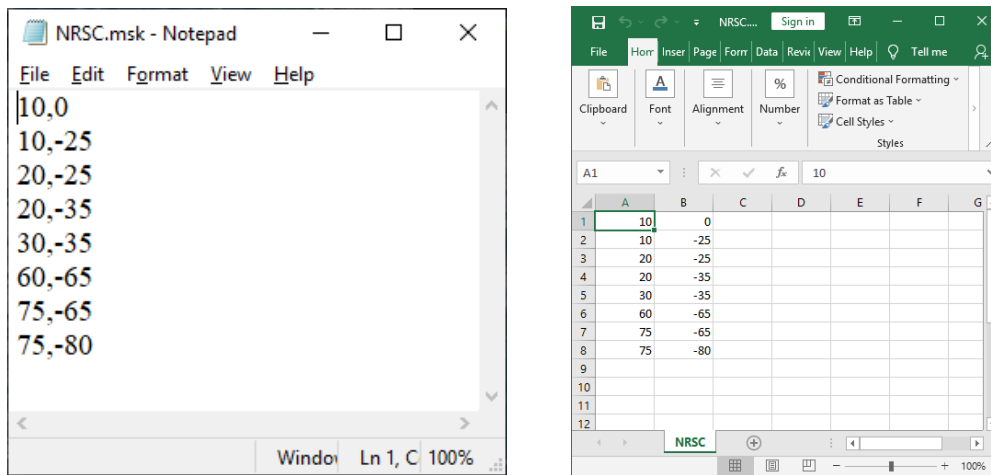 NRSC.msk - Notepad
File Edit Format View Help
10,0
10,-25
20,-25
20,-35
30,-35
60,-65
75,-65
75,-80
Ln 1, C 100%
NRSC.... Sign in
File Inser Page Form Data View Help Tell me
Clipboard Font Alignment Number
%
Conditional Formatting
Format as Table
Cell Styles
Styles
A1 fx 10
A B C D E F G
1 10 0
2 10 -25
3 20 -25
4 20 -35
5 30 -35
6 60 -65
7 75 -65
8 75 -80
9
10
11
12
NRSC
100%